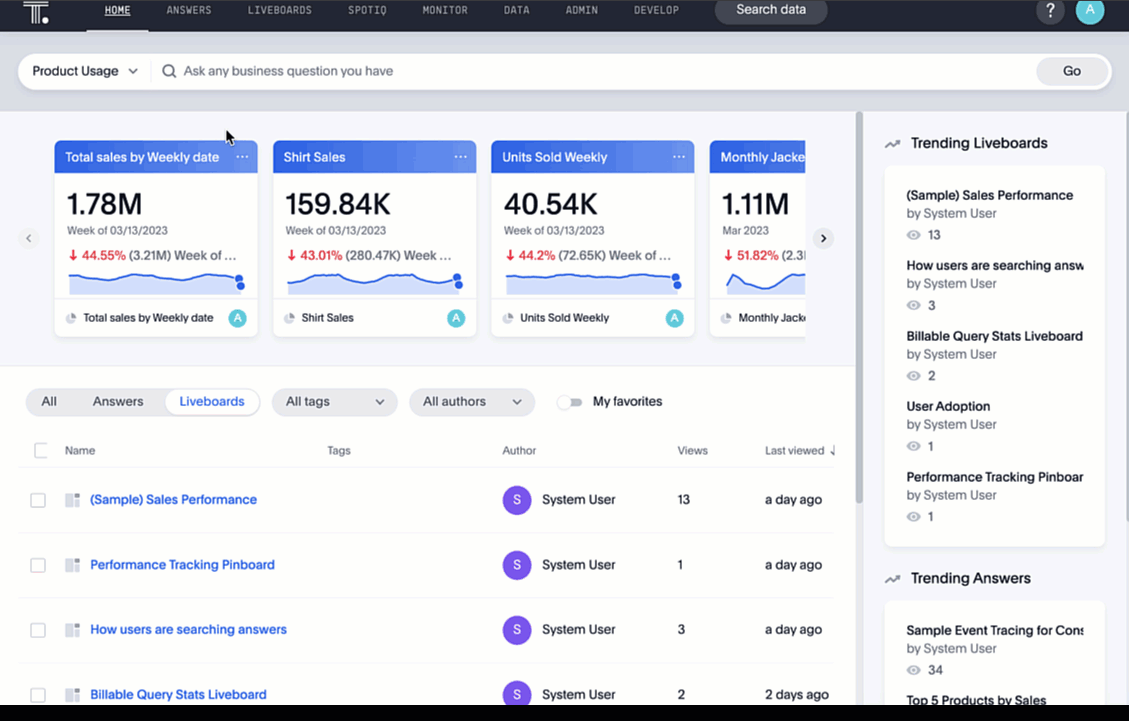 T.
HOME ANSWERS LIVEBOARDS SPOTIQ MONITOR DATA ADMIN DEVELOP Search data ? A
Product Usage Ask any business question you have Go
Total sales by Weekly date ...
1.78M
Week of 03/13/2023
44.55% (3.21M) Week of ...
Total sales by Weekly date A
Shirt Sales ...
159.84K
Week of 03/13/2023
43.01% (280.47K) Week ...
Shirt Sales A
Units Sold Weekly ...
40.54K
Week of 03/13/2023
44.2% (72.65K) Week of ...
Units Sold Weekly A
Monthly Jacke
1.11M
Mar 2023
51.82% (2.3
Monthly Jack
All Answers Liveboards All tags All authors My favorites
Name Tags Author Views Last viewed
(Sample) Sales Performance S System User 13 a day ago
Performance Tracking Pinboard S System User 1 a day ago
How users are searching answers S System User 3 a day ago
Billable Query Stats Liveboard S System User 2 2 days ago
Trending Liveboards
(Sample) Sales Performance
by System User
13
How users are searching answ
by System User
3
Billable Query Stats Liveboard
by System User
2
User Adoption
by System User
1
Performance Tracking Pinboar
by System User
1
Trending Answers
Sample Event Tracing for Cons
by System User
34
Top 5 Products by Sales